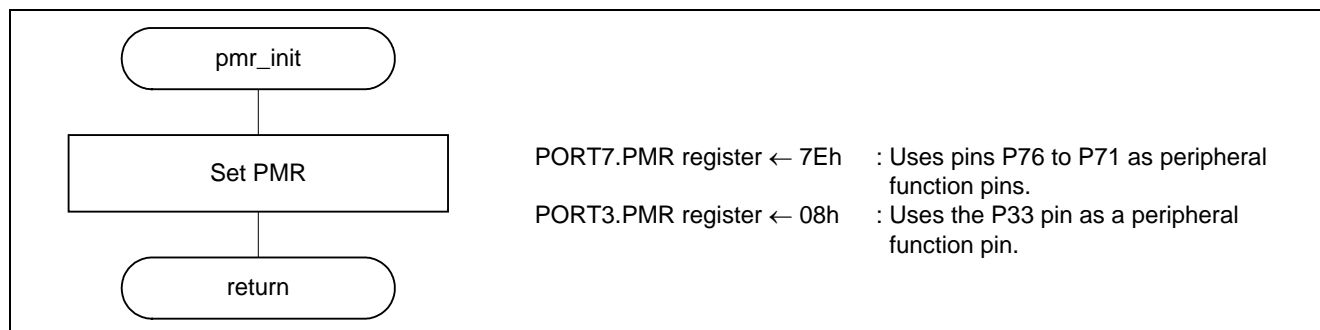 pmr_init
Set PMR
PORT7.PMR register ← 7Eh : Uses pins P76 to P71 as peripheral
function pins.
PORT3.PMR register ← 08h : Uses the P33 pin as a peripheral
function pin.
return